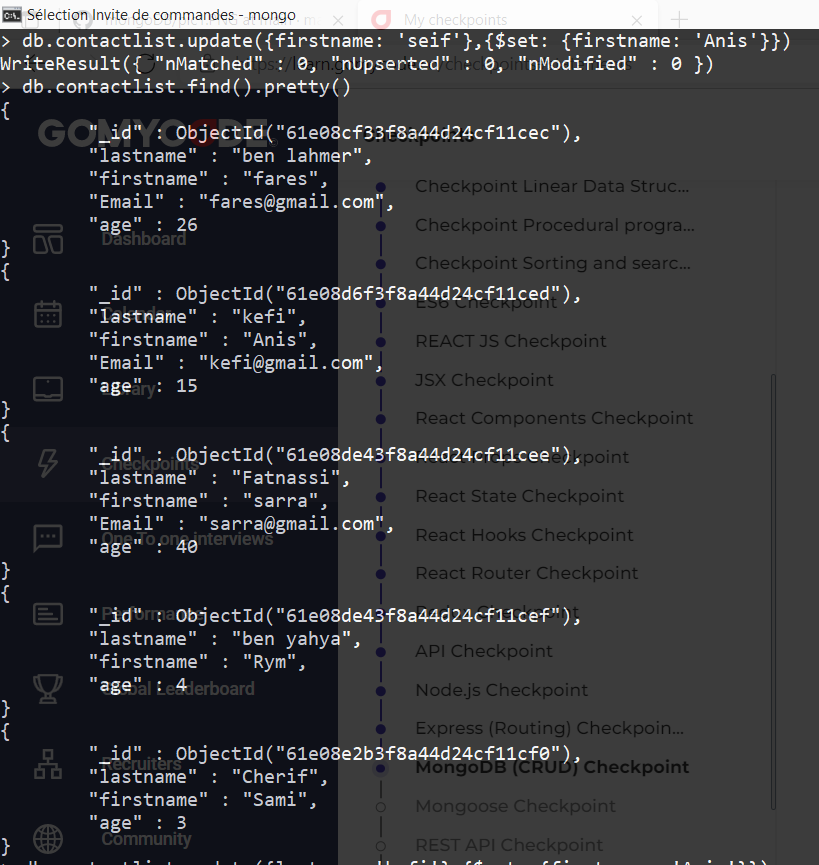 Sélection Invite de commandes - mongo
My checkpoints
> db.contactlist.update({firstname: 'seif'},{$set: {firstname: 'Anis'}})
WriteResult({ "nMatched" : 0, "nUpserted" : 0, "nModified" : 0 })
> db.contactlist.find().pretty()
{
"_id" : ObjectId("61e08cf33f8a44d24cf11cec"),
"lastname" : "ben lahmer",
"firstname" : "fares",
"Email" : "fares@gmail.com",
"age" : 26
}
{
"_id" : ObjectId("61e08d6f3f8a44d24cf11ced"),
"lastname" : "kefi",
"firstname" : "Anis",
"Email" : "kefi@gmail.com",
"age" : 15
}
{
"_id" : ObjectId("61e08de43f8a44d24cf11cee"),
"lastname" : "Fatnassi",
"firstname" : "sarra",
"Email" : "sarra@gmail.com",
"age" : 40
}
{
"_id" : ObjectId("61e08de43f8a44d24cf11cef"),
"lastname" : "ben yahya",
"firstname" : "Rym",
"age" : 4
}
{
"_id" : ObjectId("61e08e2b3f8a44d24cf11cf0"),
"lastname" : "Cherif",
"firstname" : "Sami",
"age" : 3
}
GOMYCODE
Dashboard
Library
Checkpoints
One To one interviews
Global Leaderboard
Recruiters
Community
Checkpoints
Checkpoint Linear Data Struc...
Checkpoint Procedural progra...
Checkpoint Sorting and searc...
ES6 Checkpoint
REACT JS Checkpoint
JSX Checkpoint
React Components Checkpoint
React State Checkpoint
React Hooks Checkpoint
React Router Checkpoint
API Checkpoint
Node.js Checkpoint
Express (Routing) Checkpoin...
MongoDB (CRUD) Checkpoint
Mongoose Checkpoint
REST API Checkpoint